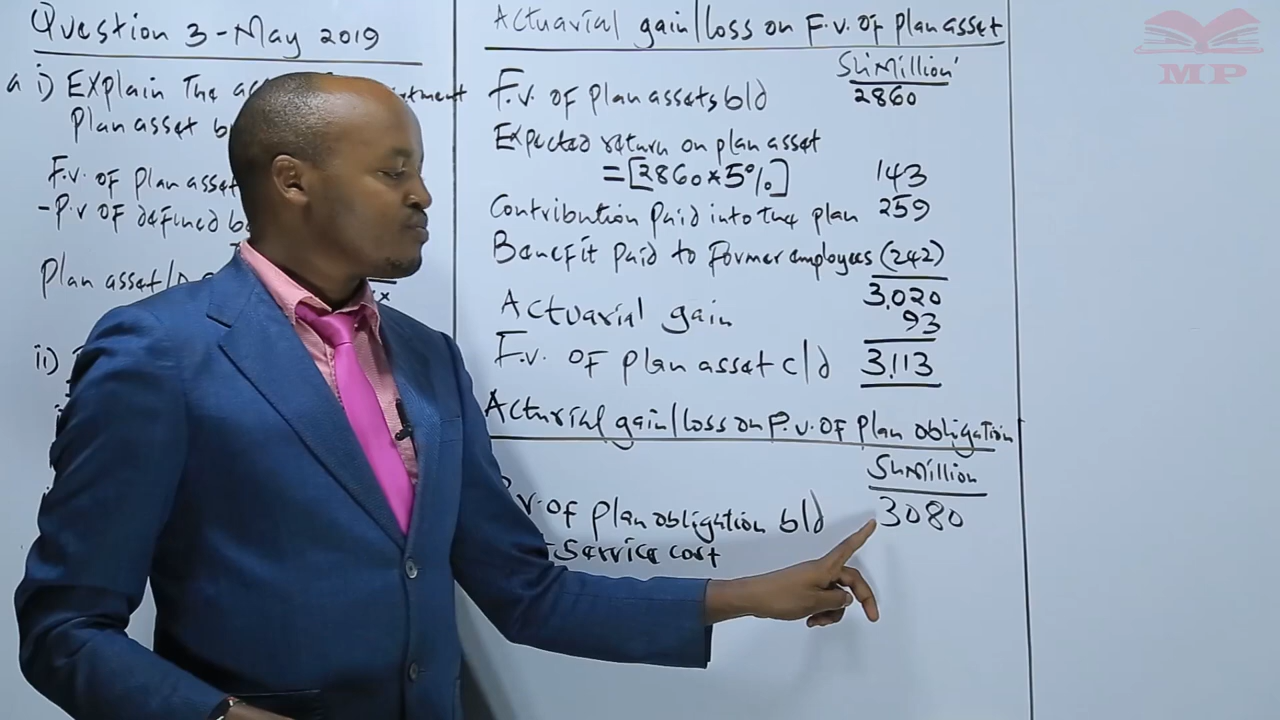 Question 3 - May 2019
a i) Explain The
Plan asset
F.v. of plan asset
- P.v of defined
Plan asset/
ii)
Actuarial gain/loss on F.v. of plan asset
Sh'Million'
F.v. of plan assets b/d 2860
Expected return on plan asset
= [2860*5%] 143
Contribution paid into the plan 259
Benefit paid to former employees (242)
3,020
Actuarial gain 93
F.v. of plan asset c/d 3,113
Acturial gain/loss on P.v. of plan obligation
Sh'Million
P.v. of plan obligation b/d 3080
Service cost
MP